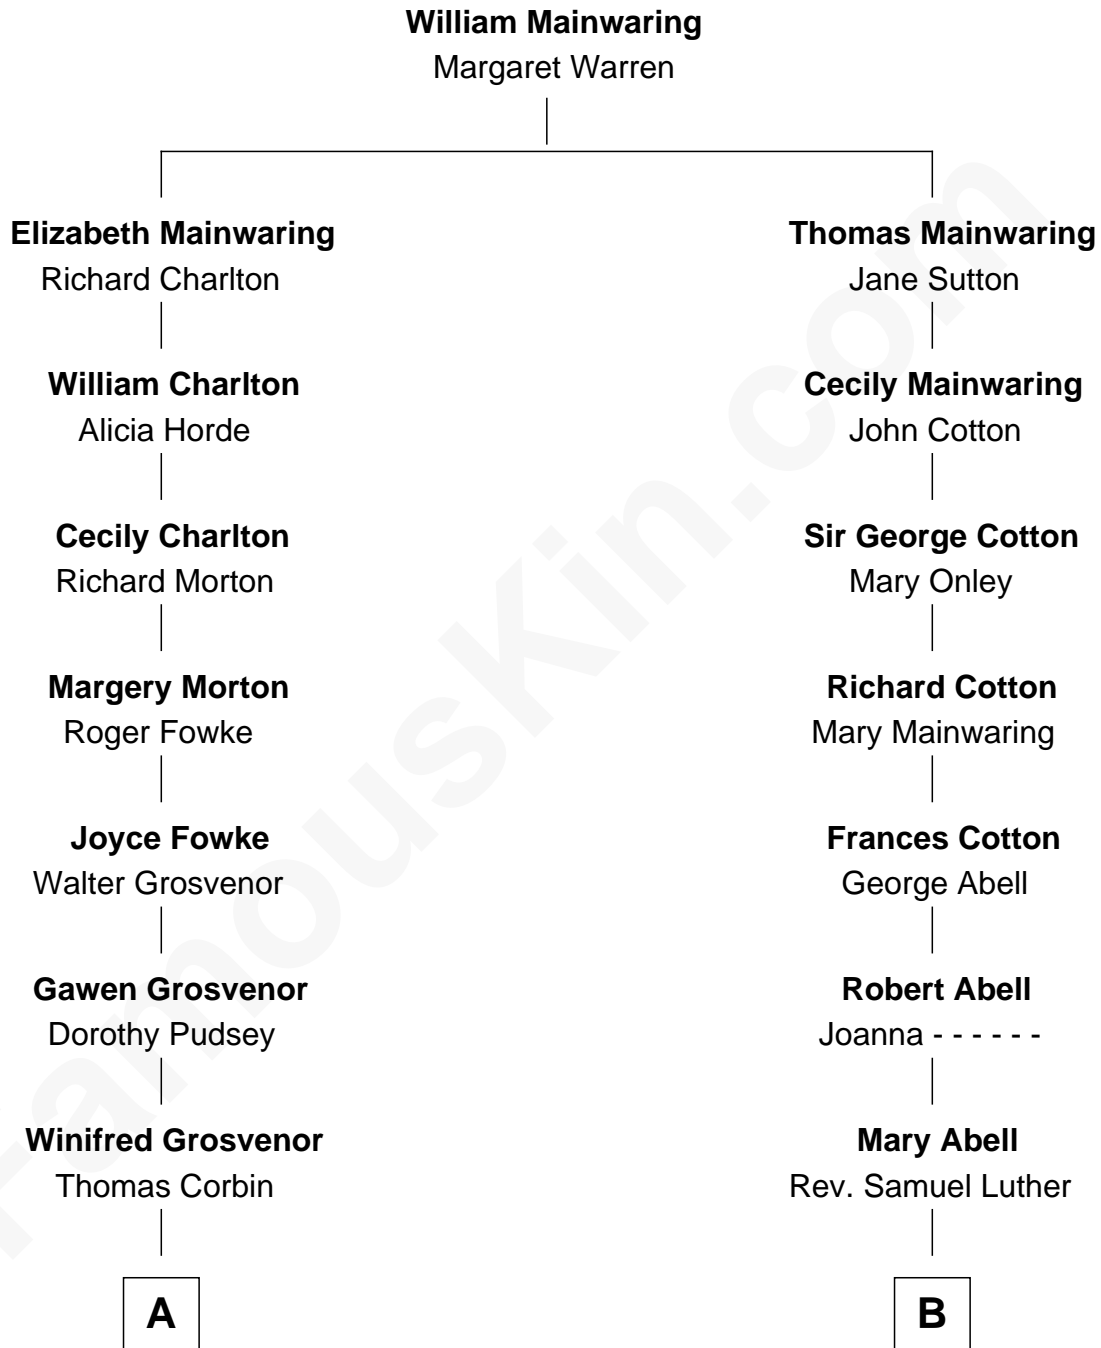 William Mainwaring
Margaret Warren
Elizabeth Mainwaring
Richard Charlton
Thomas Mainwaring
Jane Sutton
William Charlton
Alicia Horde
Cecily Mainwaring
John Cotton
Cecily Charlton
Richard Morton
Sir George Cotton
Mary Onley
Margery Morton
Roger Fowke
Richard Cotton
Mary Mainwaring
Joyce Fowke
Walter Grosvenor
Frances Cotton
George Abell
Gawen Grosvenor
Dorothy Pudsey
Robert Abell
Joanna - - - - - -
Winifred Grosvenor
Thomas Corbin
Mary Abell
Rev. Samuel Luther
A
B
FamousKin.com